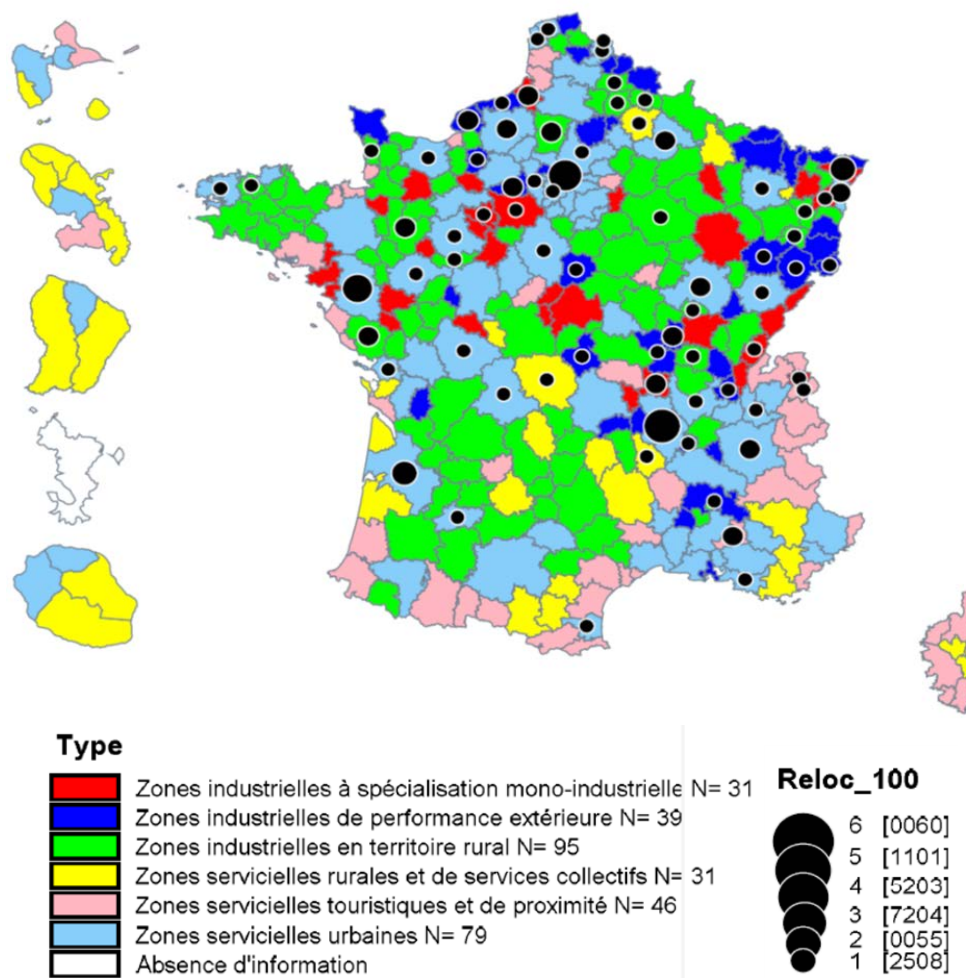 Type
Zones industrielles à spécialisation mono-industrielle N= 31
Zones industrielles de performance extérieure N= 39
Zones industrielles en territoire rural N= 95
Zones servicielles rurales et de services collectifs N= 31
Zones servicielles touristiques et de proximité N= 46
Zones servicielles urbaines N= 79
Absence d'information
Reloc_100
6 [0060]
5 [1101]
4 [5203]
3 [7204]
2 [0055]
1 [2508]